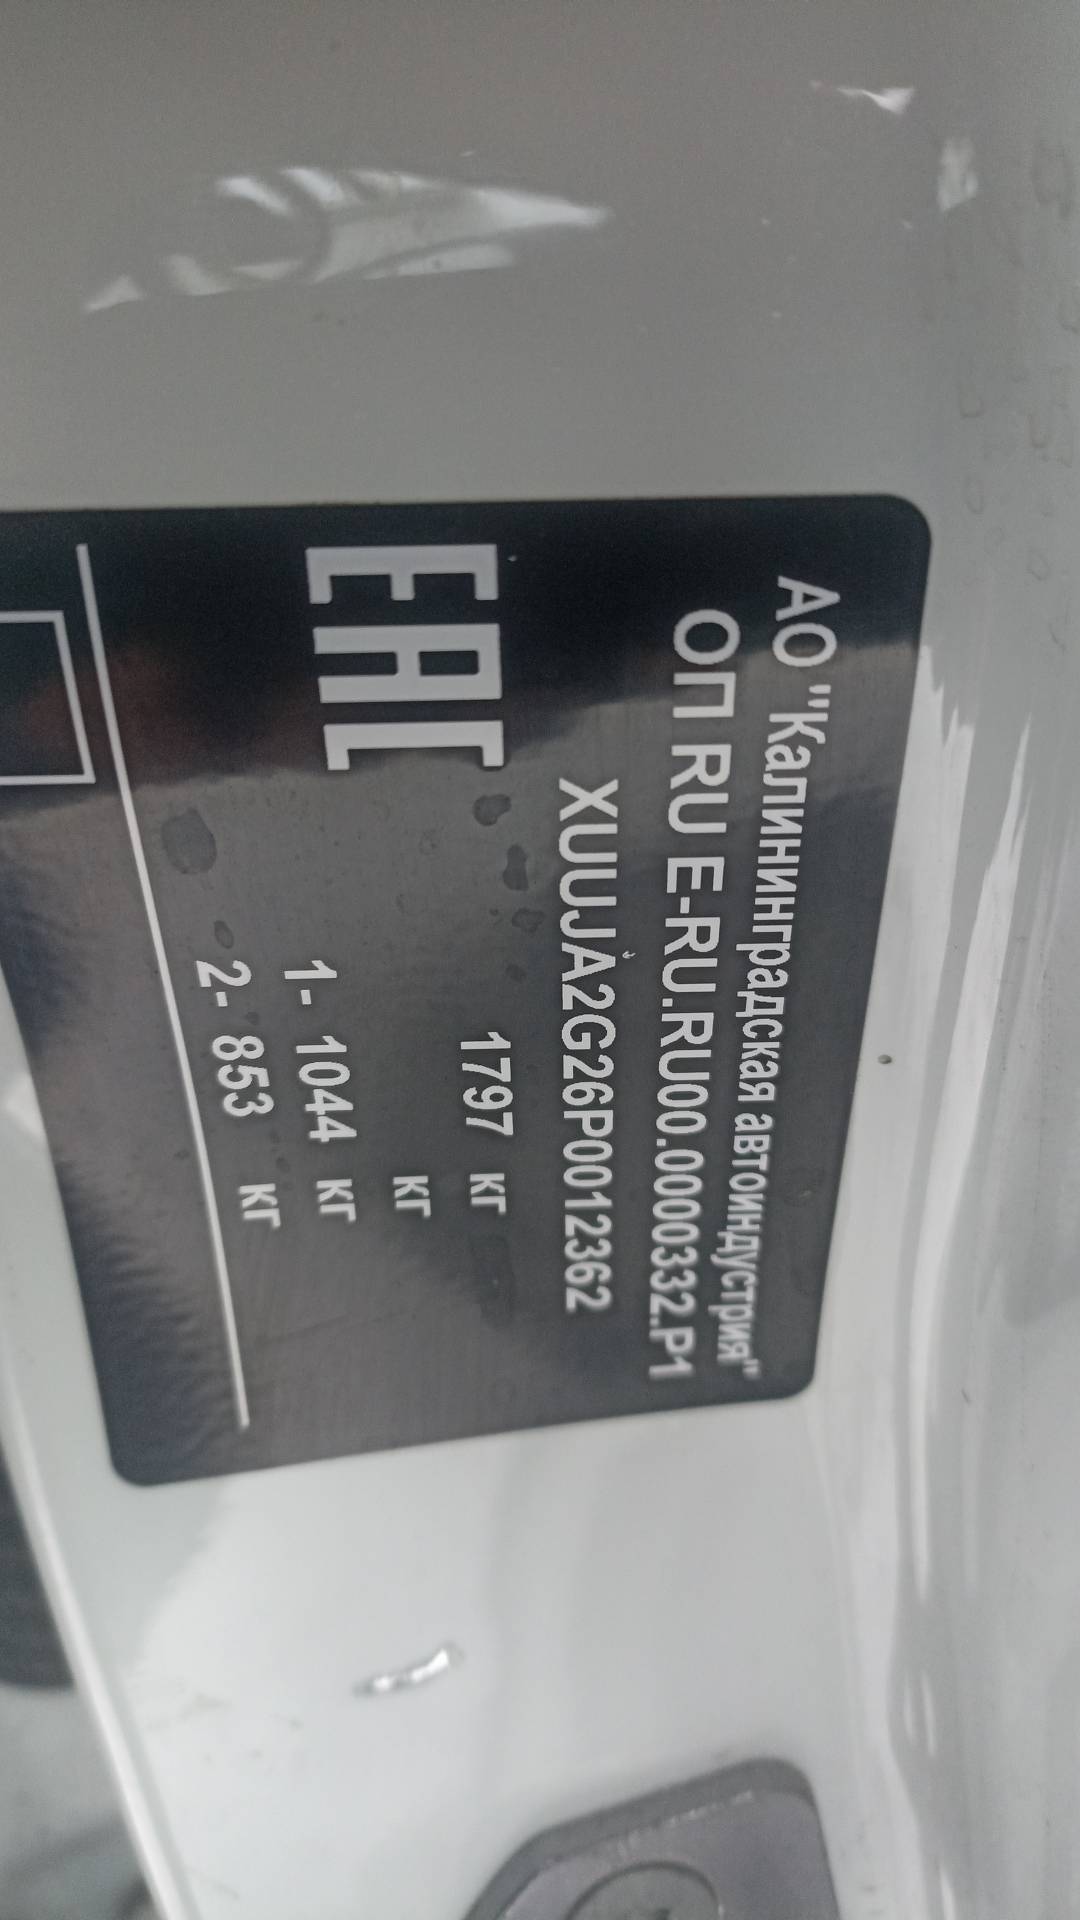 АО "Калининградская автоиндустрия"
ОП RU E-RU.RU00.0000332.P1
XUUJA2G26P0012362
ЕАС
1797 кг
кг
1- 1044 кг
2- 853 кг